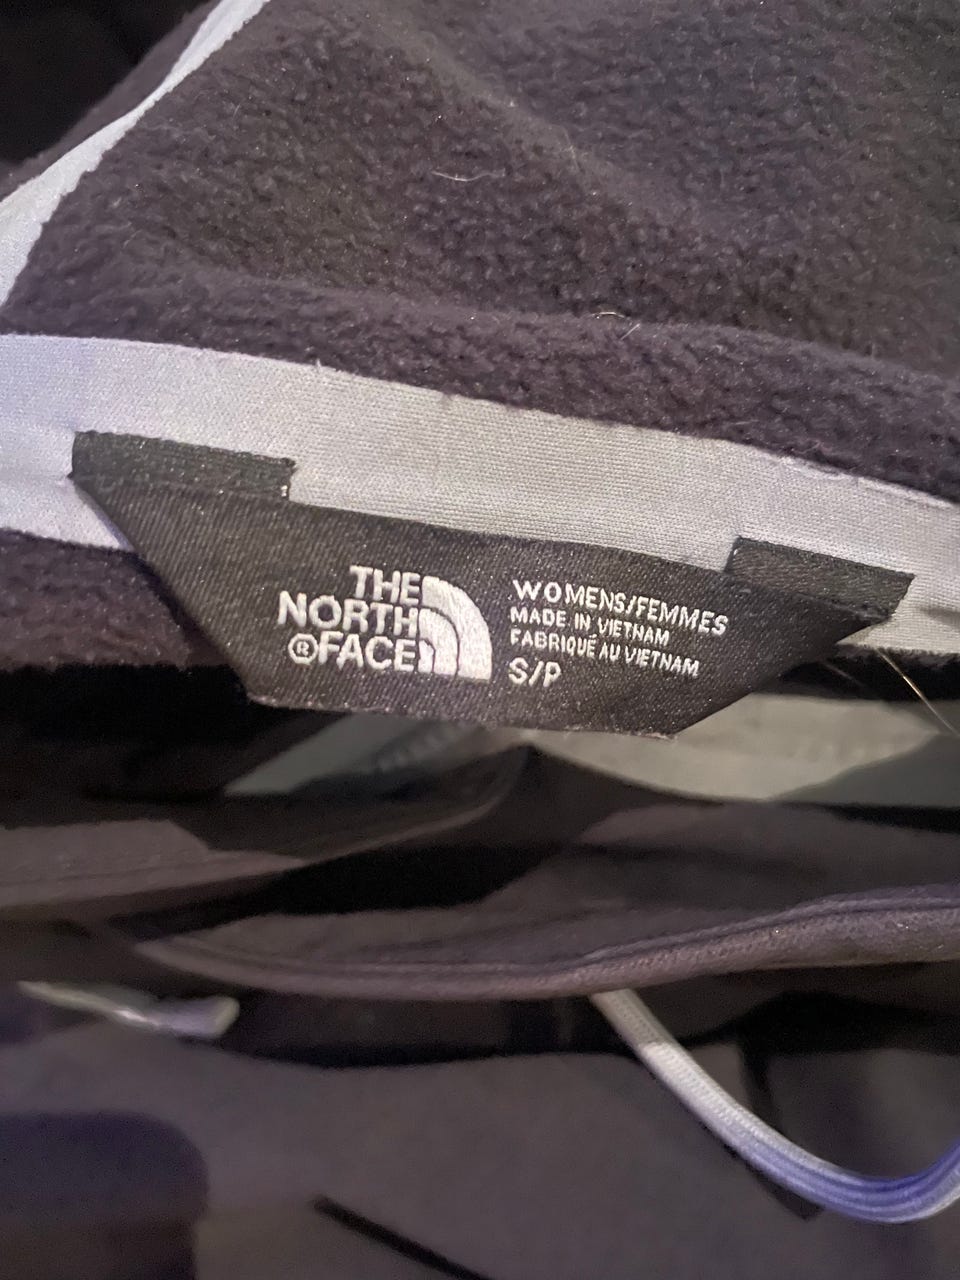 THE
NORTH
®FACE
WOMENS/FEMMES
MADE IN VIETNAM
FABRIQUÉ AU VIETNAM
S/P